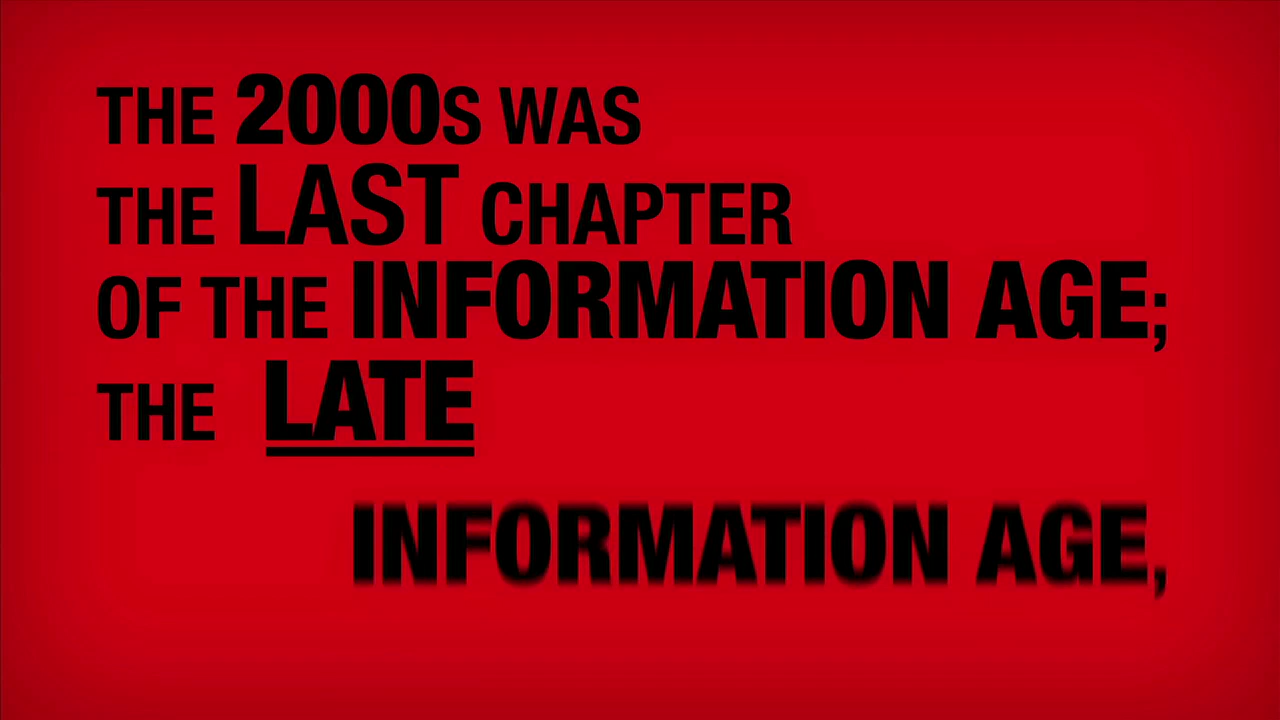 THE 2000S WAS
THE LAST CHAPTER
OF THE INFORMATION AGE;
THE LATE
INFORMATION AGE,